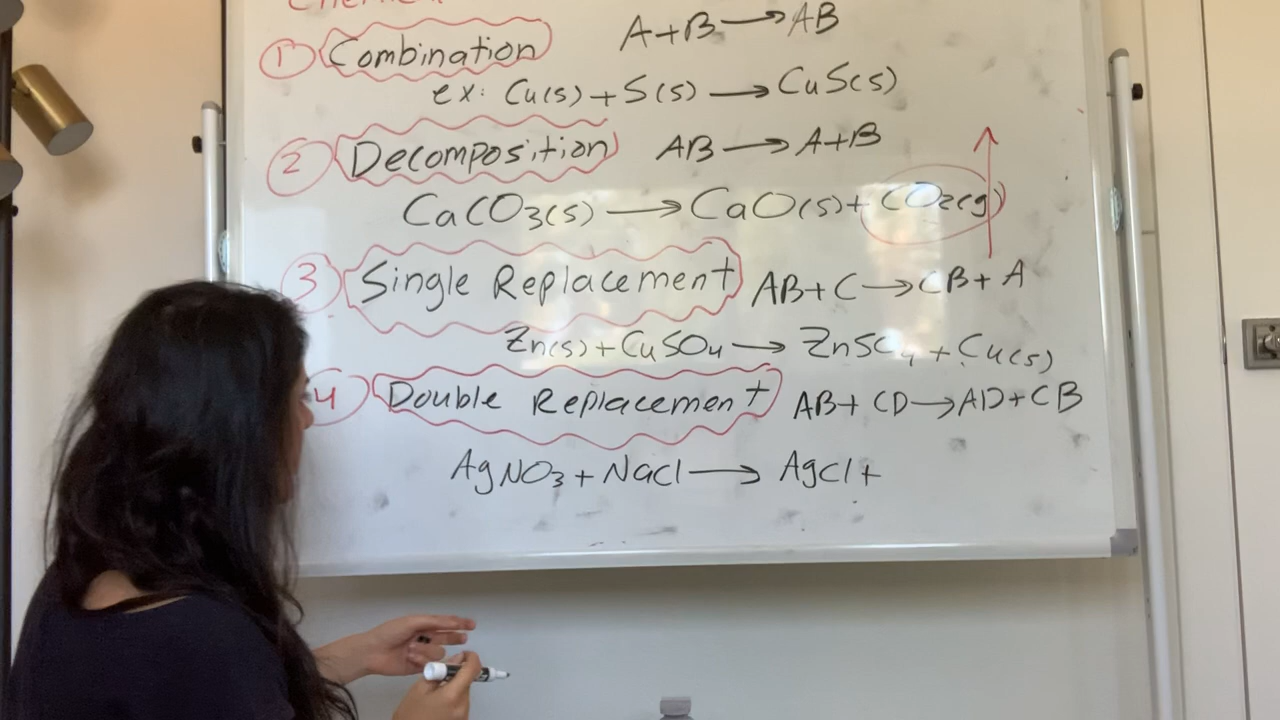 Chemical
① Combination A+B→AB
ex: Cu(s)+S(s)→CuS(s)
② Decomposition AB→A+B
CaCO3(s)→CaO(s)+CO2(g)
③ Single Replacement AB+C→CB+A
Zn(s)+CuSO4→ZnSO4+Cu(s)
4 Double Replacement AB+CD→AD+CB
AgNO3+Nacl→Agcl+